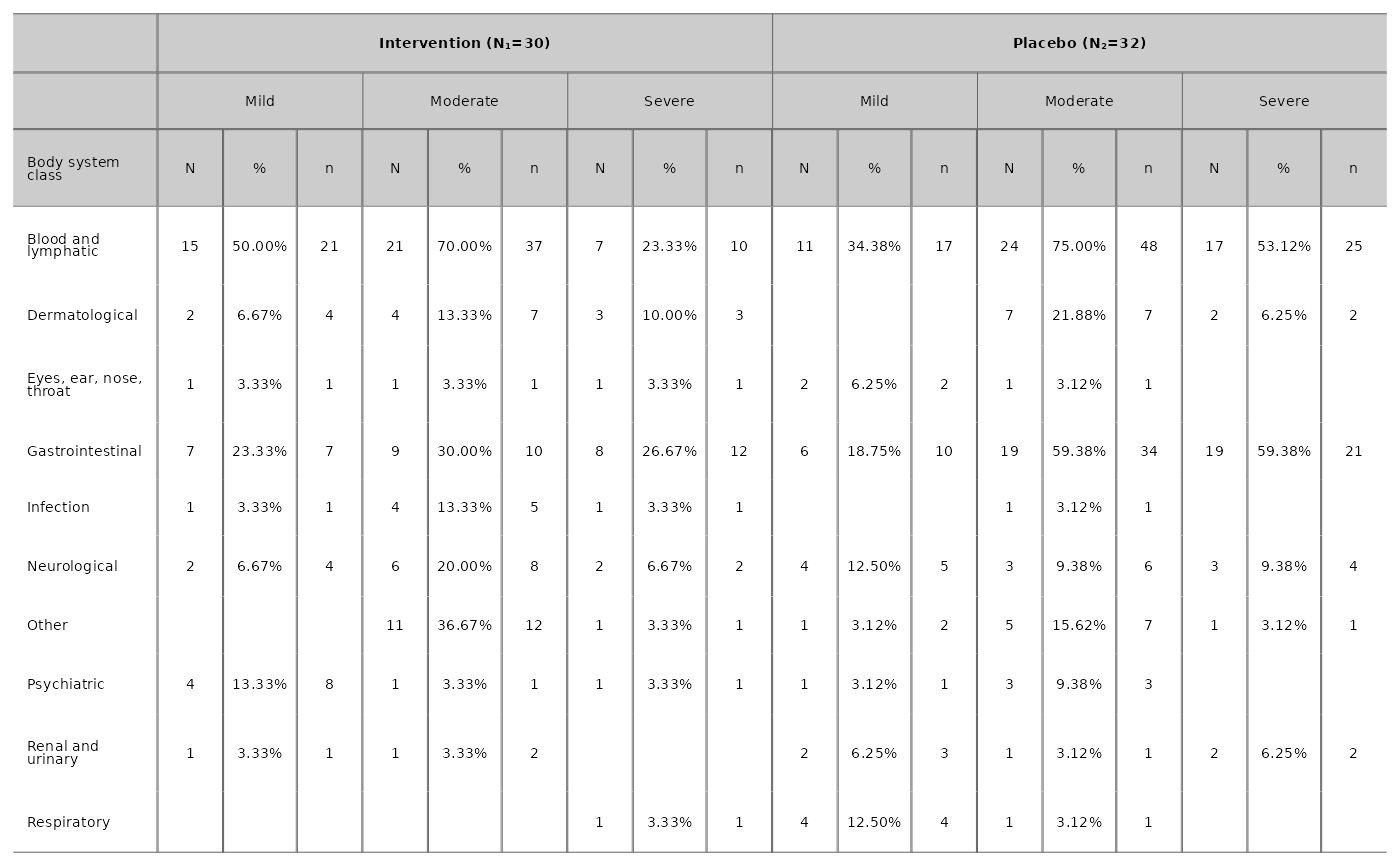 Intervention (N₁=30) Placebo (N₂=32)
Mild Moderate Severe Mild Moderate Severe
Body system
class N % n N % n N % n N % n N % n N % n
Blood and
lymphatic 15 50.00% 21 21 70.00% 37 7 23.33% 10 11 34.38% 17 24 75.00% 48 17 53.12% 25
Dermatological 2 6.67% 4 4 13.33% 7 3 10.00% 3 7 21.88% 7 2 6.25% 2
Eyes, ear, nose,
throat 1 3.33% 1 1 3.33% 1 1 3.33% 1 2 6.25% 2 1 3.12% 1
Gastrointestinal 7 23.33% 7 9 30.00% 10 8 26.67% 12 6 18.75% 10 19 59.38% 34 19 59.38% 21
Infection 1 3.33% 1 4 13.33% 5 1 3.33% 1 1 3.12% 1
Neurological 2 6.67% 4 6 20.00% 8 2 6.67% 2 4 12.50% 5 3 9.38% 6 3 9.38% 4
Other 11 36.67% 12 1 3.33% 1 1 3.12% 2 5 15.62% 7 1 3.12% 1
Psychiatric 4 13.33% 8 1 3.33% 1 1 3.33% 1 1 3.12% 1 3 9.38% 3
Renal and
urinary 1 3.33% 1 1 3.33% 2 2 6.25% 3 1 3.12% 1 2 6.25% 2
Respiratory 1 3.33% 1 4 12.50% 4 1 3.12% 1